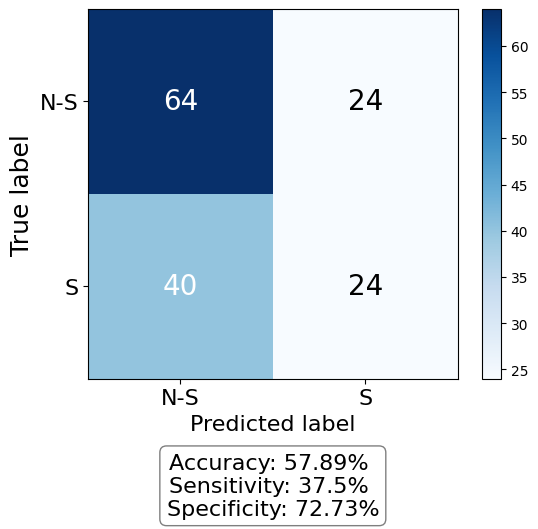 True label
N-S
64
24
S
40
24
N-S
S
Predicted label
60
55
50
45
40
35
30
25
Accuracy: 57.89%
Sensitivity: 37.5%
Specificity: 72.73%